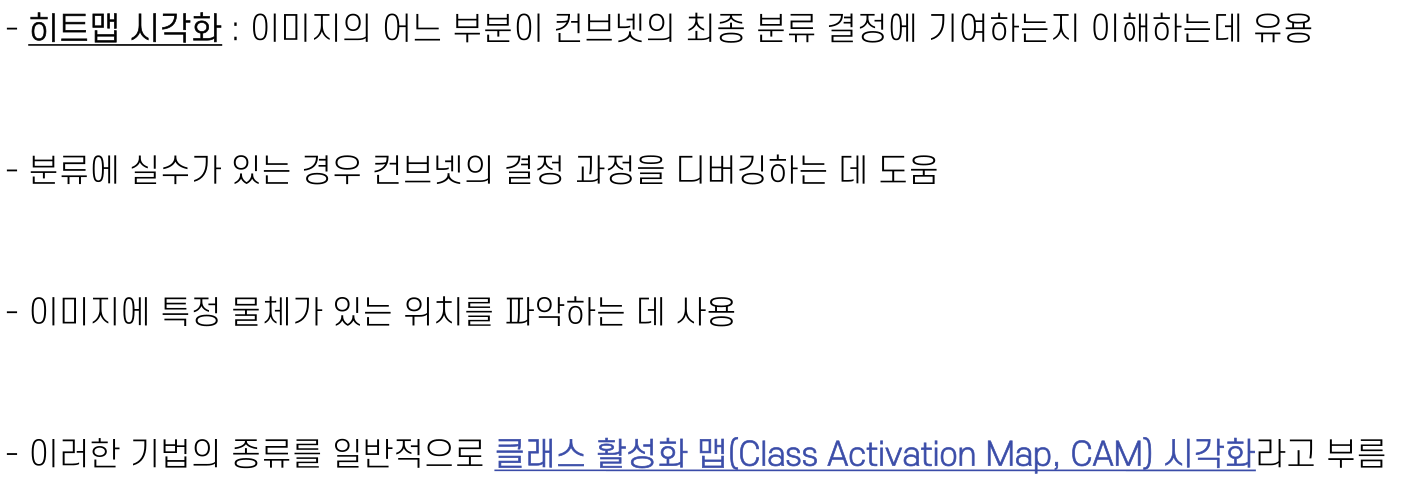 - 히트맵 시각화 : 이미지의 어느 부분이 컨브넷의 최종 분류 결정에 기여하는지 이해하는데 유용
- 분류에 실수가 있는 경우 컨브넷의 결정 과정을 디버깅하는 데 도움
- 이미지에 특정 물체가 있는 위치를 파악하는 데 사용
- 이러한 기법의 종류를 일반적으로 클래스 활성화 맵(Class Activation Map, CAM) 시각화라고 부름